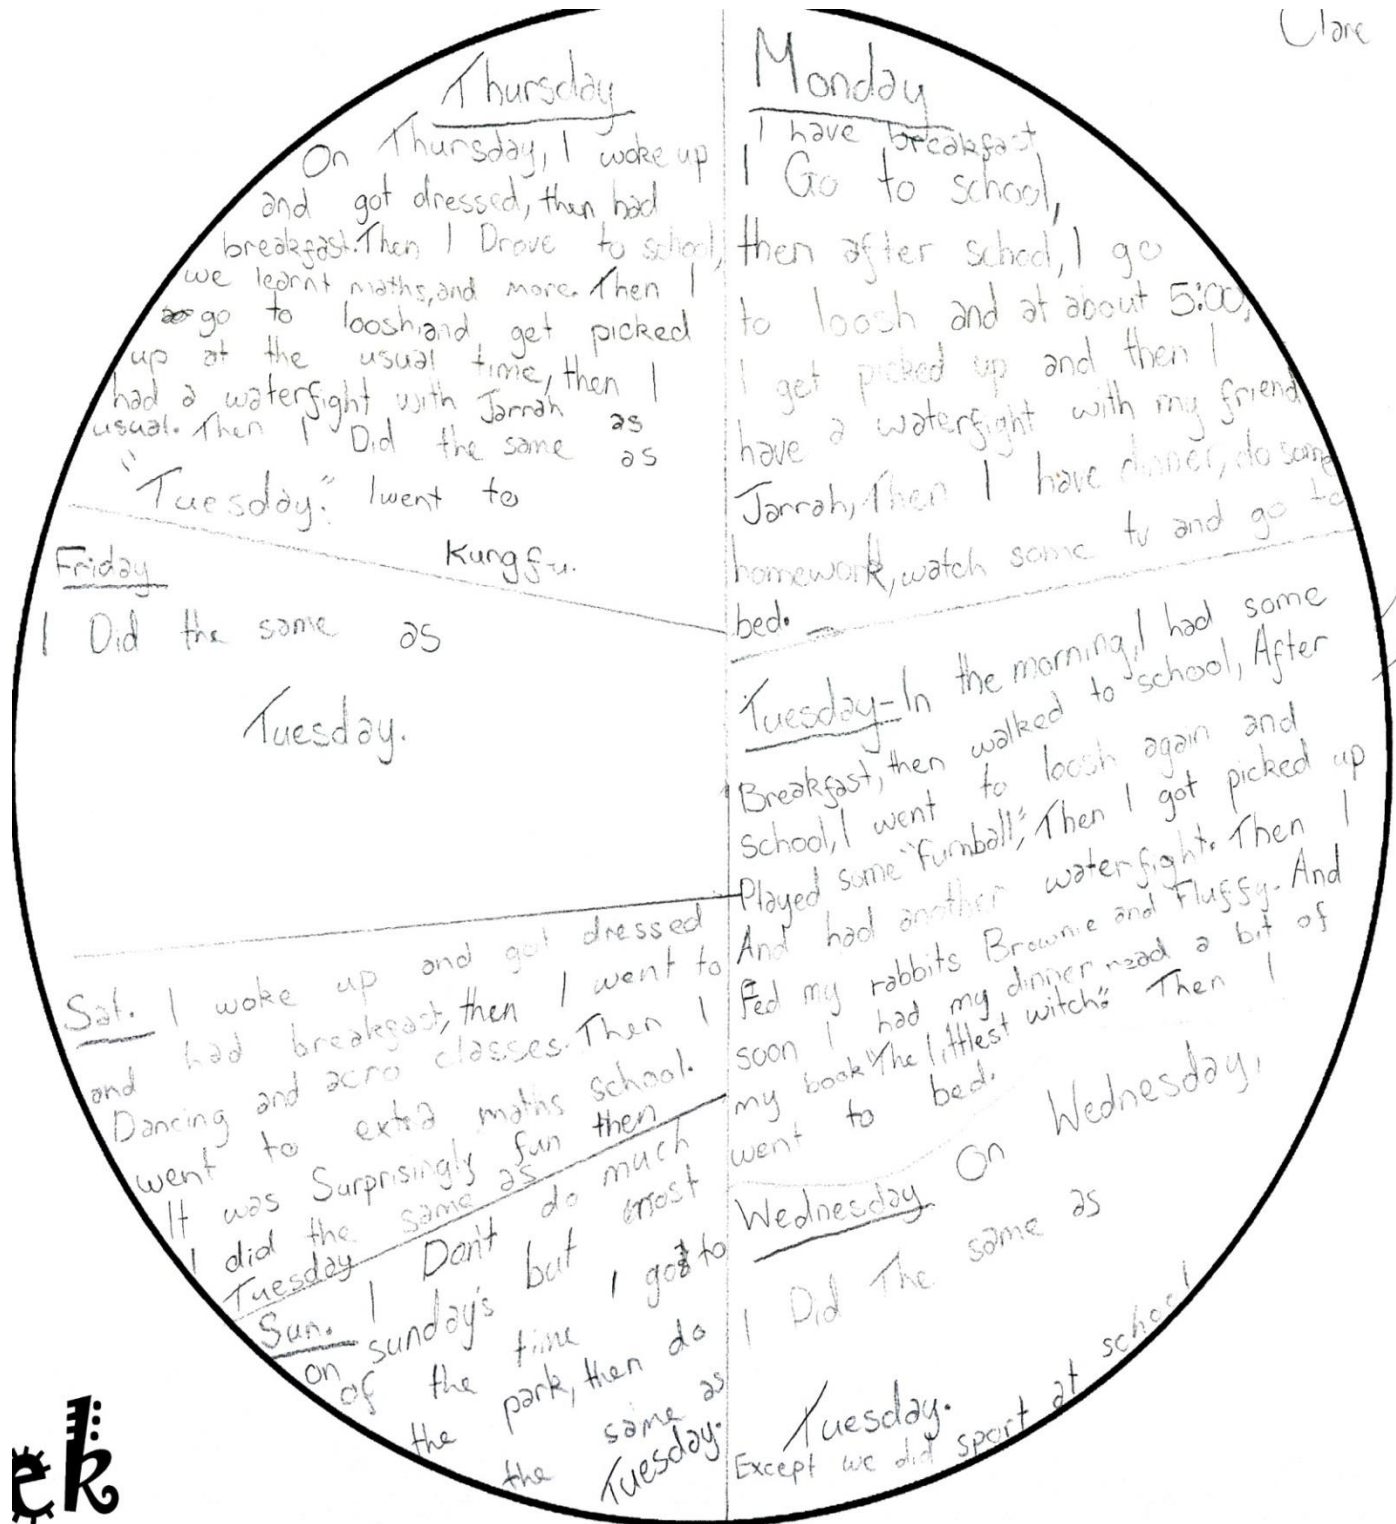 Clare
Monday
I have breakfast
I Go to school,
then after school, I go
to loosh and at about 5:00,
I get picked up and then I
have a waterfight with my friend
Jarrah, Then I have dinner, do some
homework, watch some tv and go to
bed.
Tuesday-In the morning, I had some
Breakfast, then walked to school, After
school, I went to loosh again and
Played some "Fumball", Then I got picked up
And had another waterfight. Then I
Fed my rabbits Brownie and Fluffy. And
soon I had my dinner read a bit of
my book "The littlest witch". Then I
went to bed.
Wednesday On Wednesday,
I Did The same as
Tuesday.
Except we did sport at school
Thursday
On Thursday, I woke up
and got dressed, then had
breakfast. Then I Drove to school,
we learnt maths, and more. Then I
go to loosh and get picked
up at the usual time, then I
had a waterfight with Jarrah as
usual. Then I Did the same as
"Tuesday". I went to
Kung fu.
Friday
I Did the same as
Tuesday.
Sat. I woke up and got dressed
and had breakfast, then I went to
Dancing and acro classes. Then I
went to extra maths school.
It was Surprisingly fun then
I did the same as
Tuesday
Sun. I Dont do much
on sunday's but most
of the time I go to
the park, then do
the same as
Tuesday.
ek